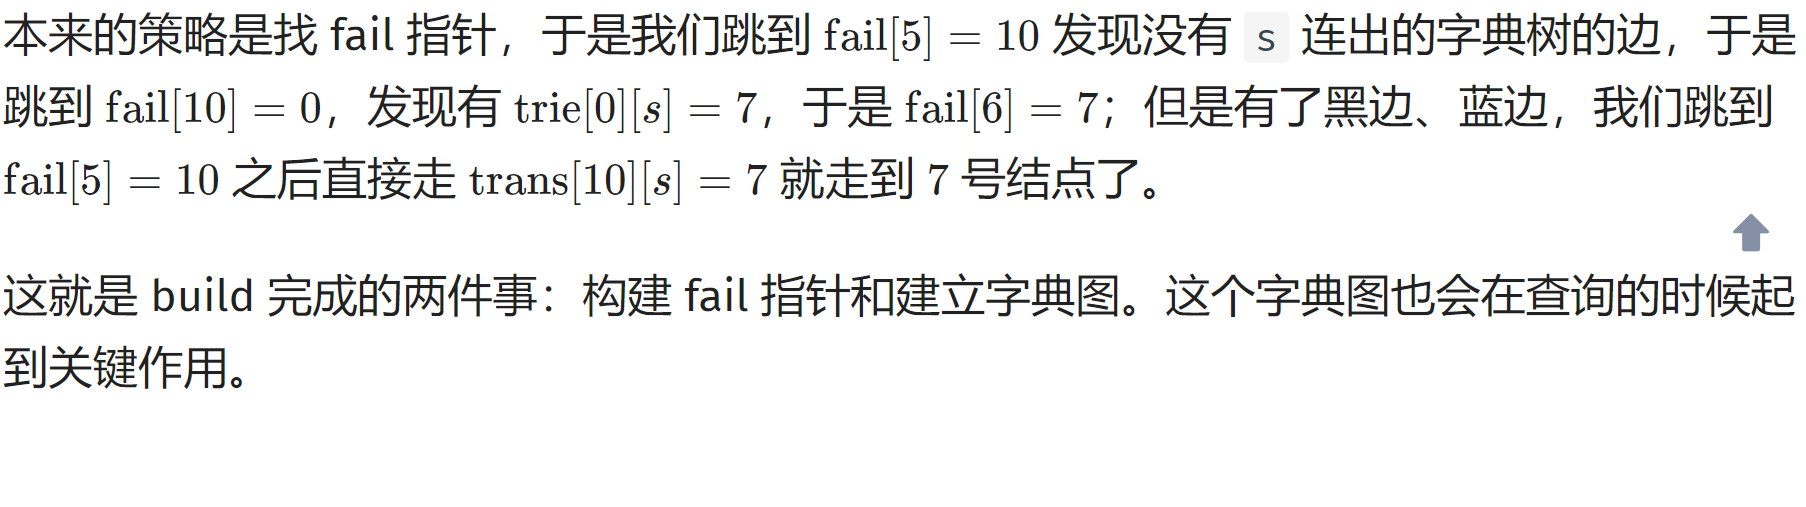 本来的策略是找 fail 指针，于是我们跳到 fail[5] = 10 发现没有 s 连出的字典树的边，于是
跳到 fail[10] = 0，发现有 trie[0][s] = 7，于是 fail[6] = 7；但是有了黑边、蓝边，我们跳到
fail[5] = 10 之后直接走 trans[10][s] = 7 就走到 7 号结点了。
这就是 build 完成的两件事：构建 fail 指针和建立字典图。这个字典图也会在查询的时候起
到关键作用。